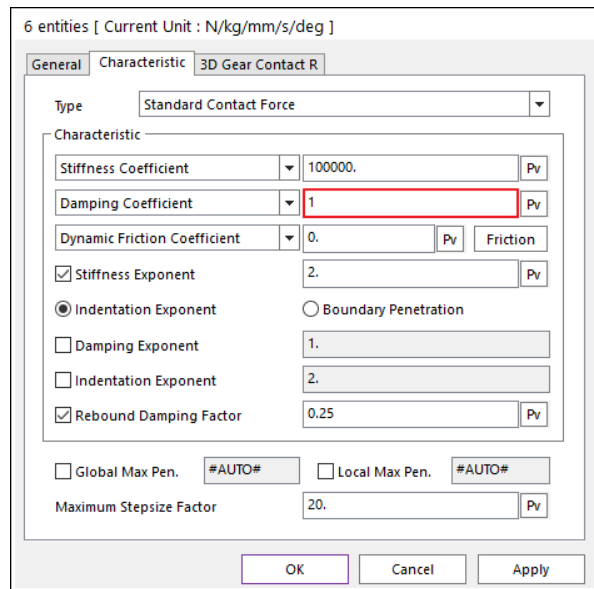 6 entities [ Current Unit : N/kg/mm/s/deg ]
General Characteristic 3D Gear Contact R
Type Standard Contact Force
Characteristic
Stiffness Coefficient 100000. Pv
Damping Coefficient 1 Pv
Dynamic Friction Coefficient 0. Pv Friction
Stiffness Exponent 2. Pv
Indentation Exponent Boundary Penetration
Damping Exponent 1.
Indentation Exponent 2.
Rebound Damping Factor 0.25 Pv
Global Max Pen. #AUTO# Local Max Pen. #AUTO#
Maximum Stepsize Factor 20. Pv
OK Cancel Apply